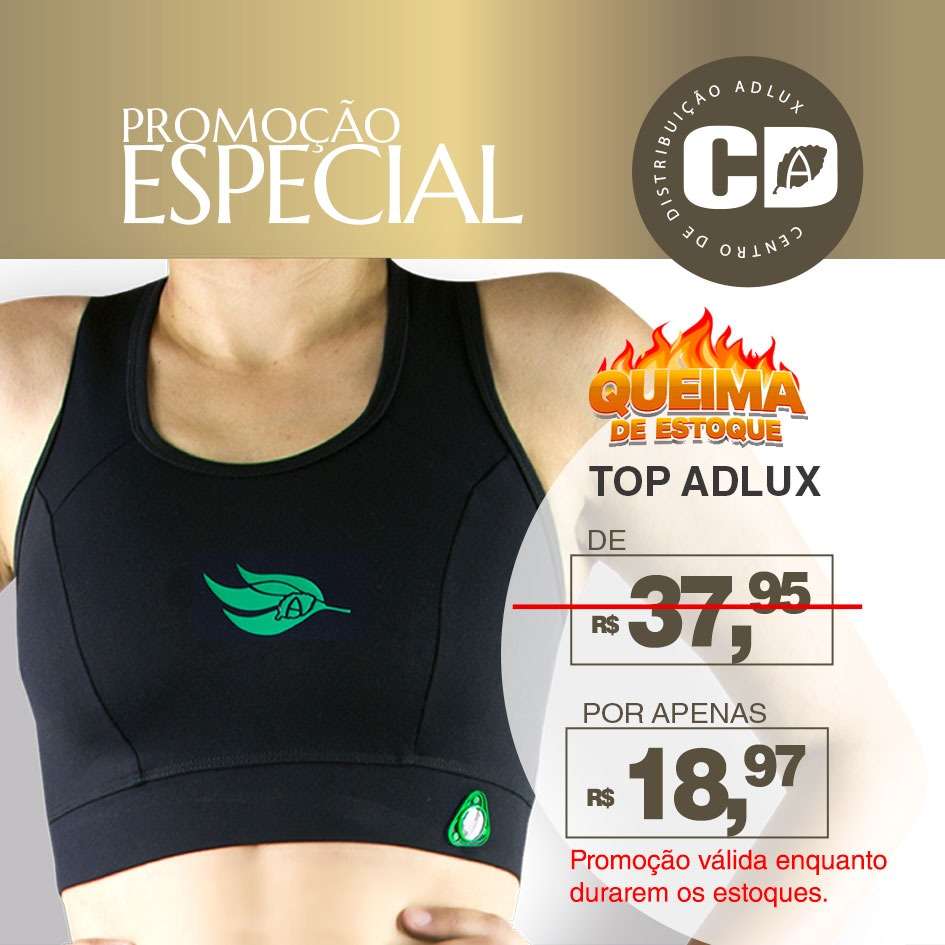 PROMOÇÃO
ESPECIAL
CENTRO DE DISTRIBUIÇÃO ADLUX
CDA
QUEIMA
DE ESTOQUE
TOP ADLUX
DE
R$ 37,95
POR APENAS
R$ 18,97
Promoção válida enquanto
durarem os estoques.
A